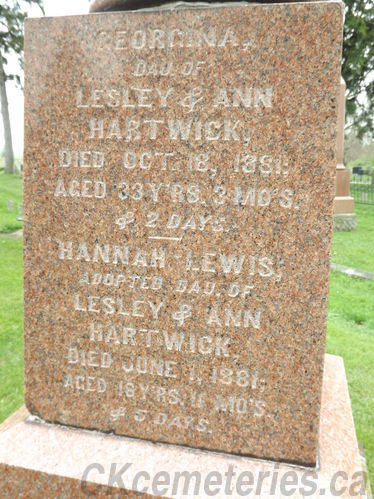 GEORGINA,
DAU. OF
LESLEY & ANN
HARTWICK,
DIED OCT. 18, 1881;
AGED 33 Y'RS. 3 MO'S.
& 2 DAYS.
HANNAH LEWIS,
ADOPTED DAU. OF
LESLEY & ANN
HARTWICK,
DIED JUNE 1, 1881;
AGED 18 Y'RS. 11 MO'S
& 5 DAYS.
CKcemeteries.ca